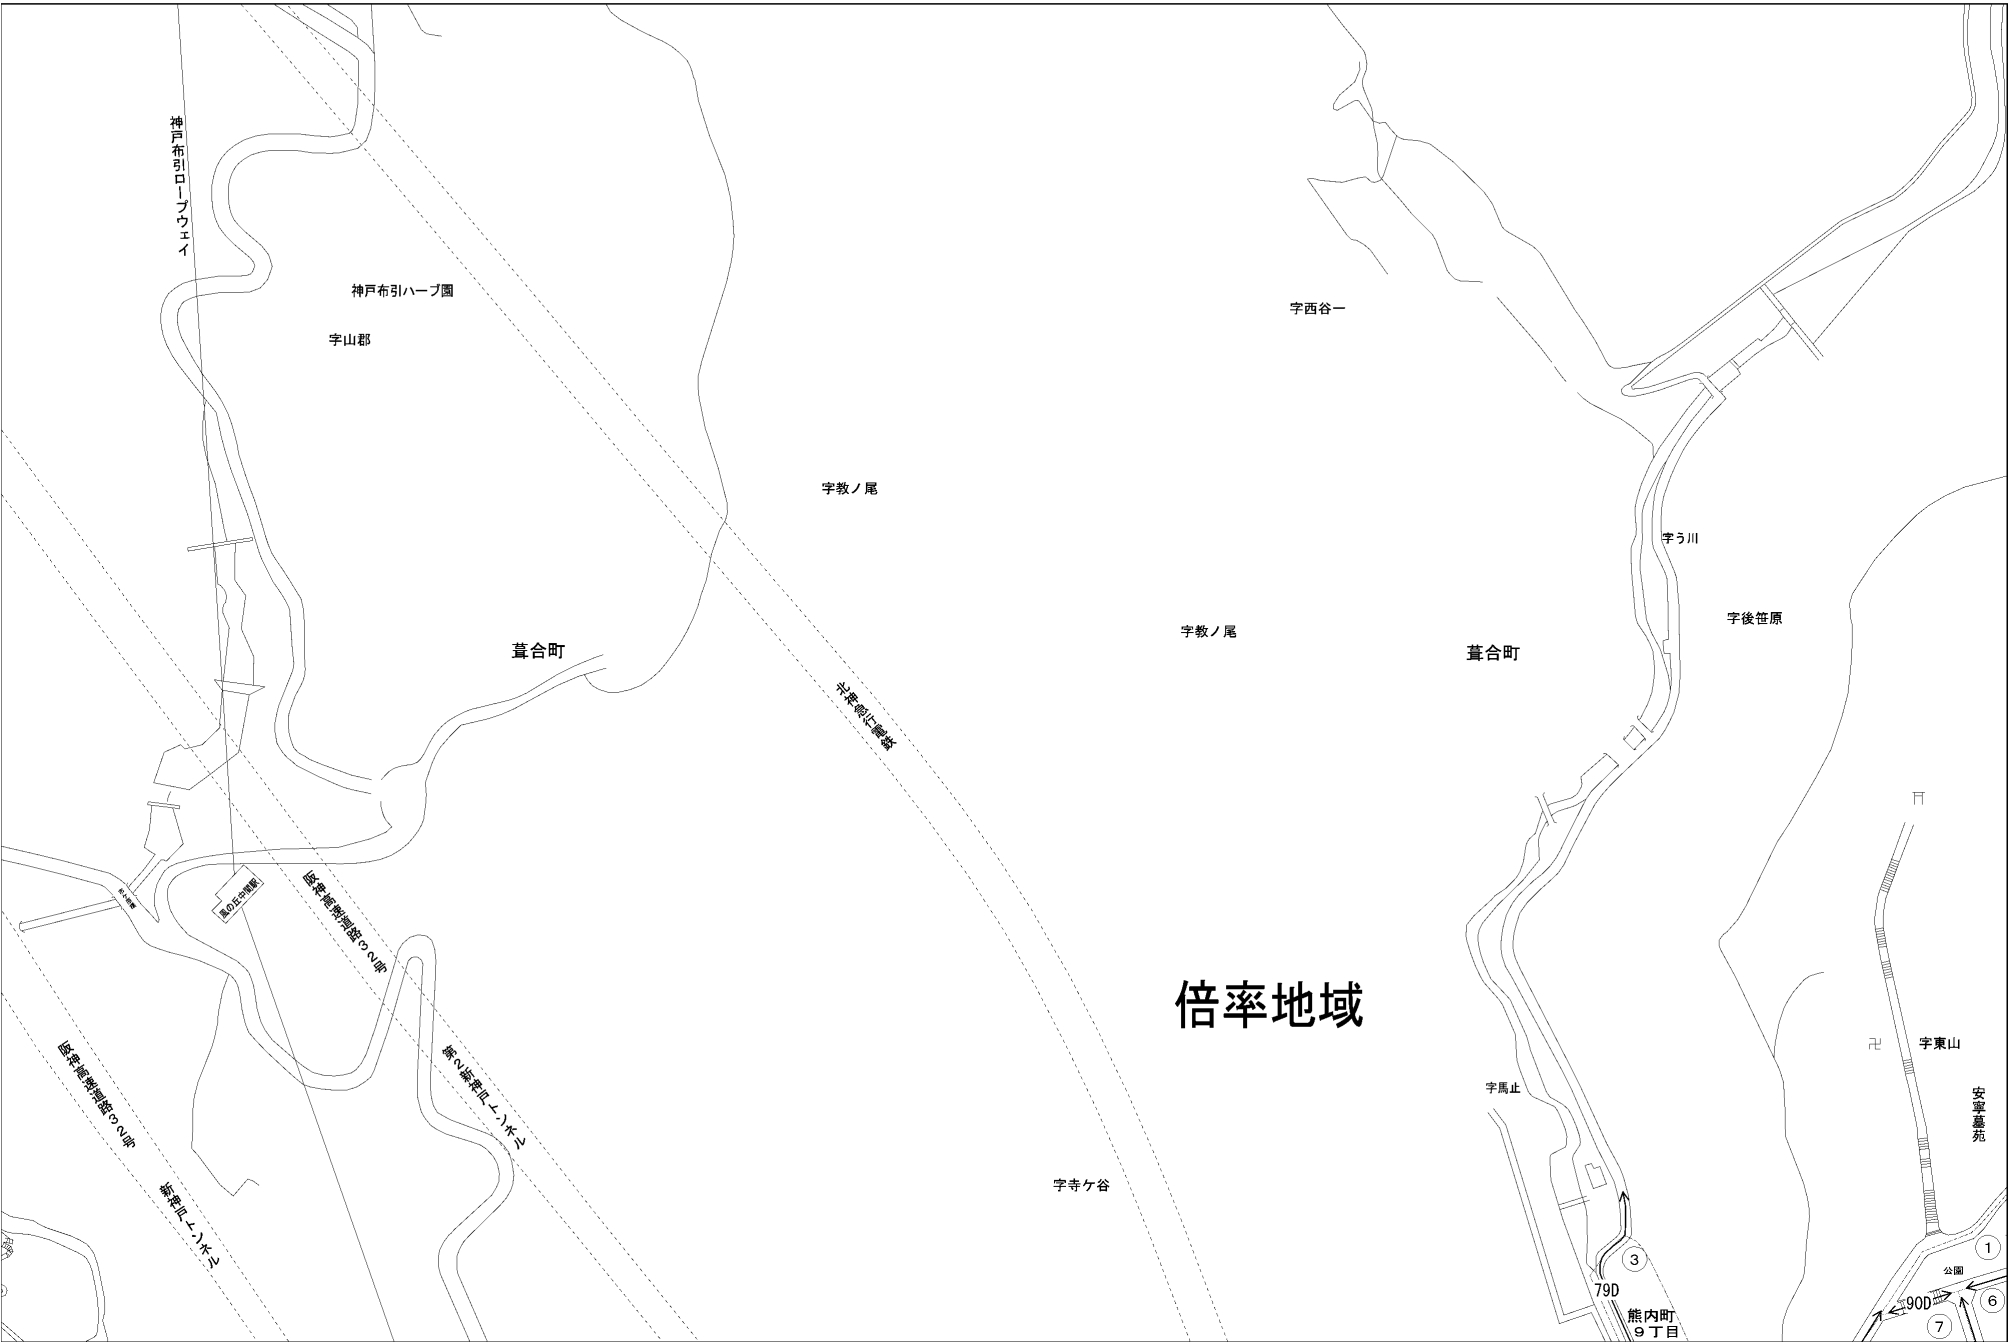 神戸布引ロープウェイ
神戸布引ハーブ園
字山郡
字西谷一
字教ノ尾
字う川
字後笹原
字教ノ尾
葺合町
葺合町
北神急行電鉄
風の丘中間駅
阪神高速道路32号
倍率地域
阪神高速道路32号
第2新神戸トンネル
字東山
字馬止
安寧墓苑
新神戸トンネル
字寺ケ谷
1
3
公園
79D
90D
6
熊内町
9丁目
7